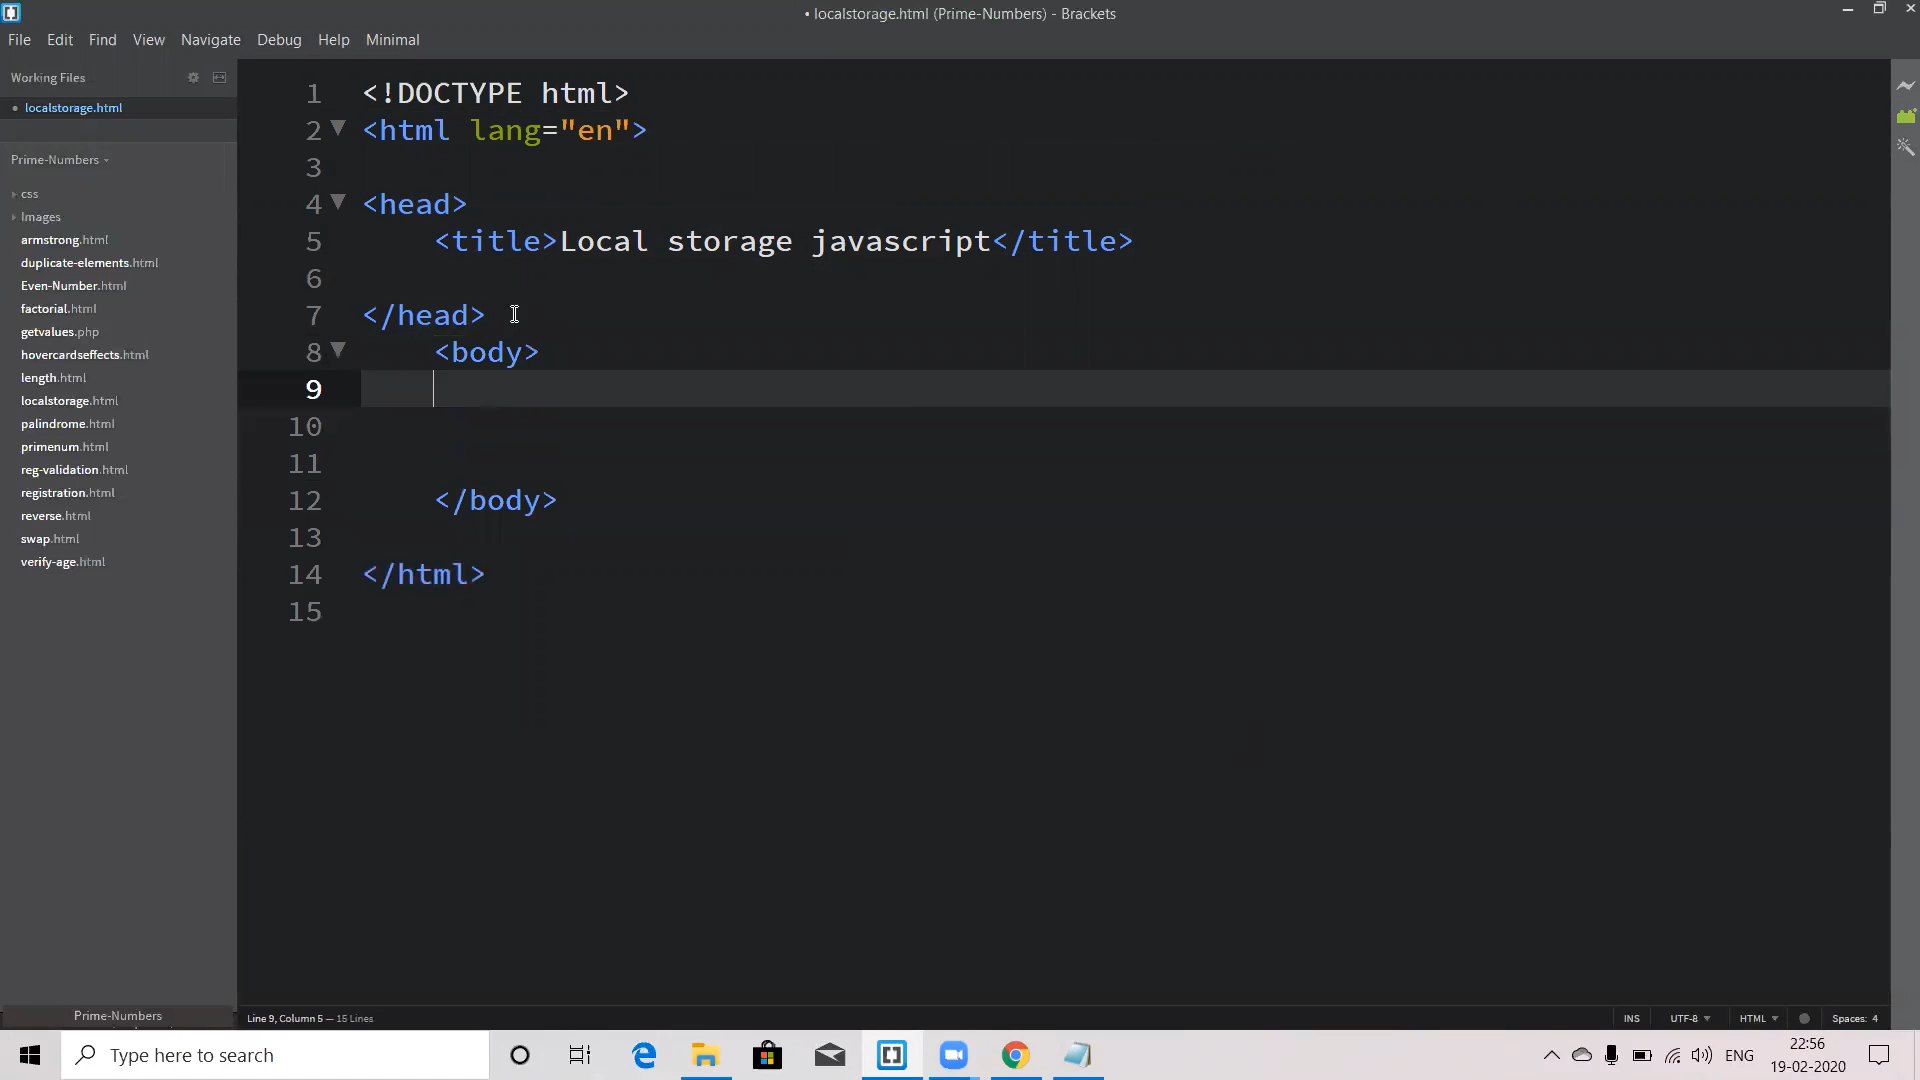 • localstorage.html (Prime-Numbers) - Brackets
File Edit Find View Navigate Debug Help Minimal
Working Files
• localstorage.html
Prime-Numbers
css
Images
armstrong.html
duplicate-elements.html
Even-Number.html
factorial.html
getvalues.php
hovercardseffects.html
length.html
localstorage.html
palindrome.html
primenum.html
reg-validation.html
registration.html
reverse.html
swap.html
verify-age.html
Prime-Numbers
1 <!DOCTYPE html>
2 <html lang="en">
3
4 <head>
5 <title>Local storage javascript</title>
6
7 </head>
8 <body>
9
10
11
12 </body>
13
14 </html>
15
Line 9, Column 5 — 15 Lines
INS UTF-8 HTML Spaces: 4
Type here to search
ENG
22:56
19-02-2020